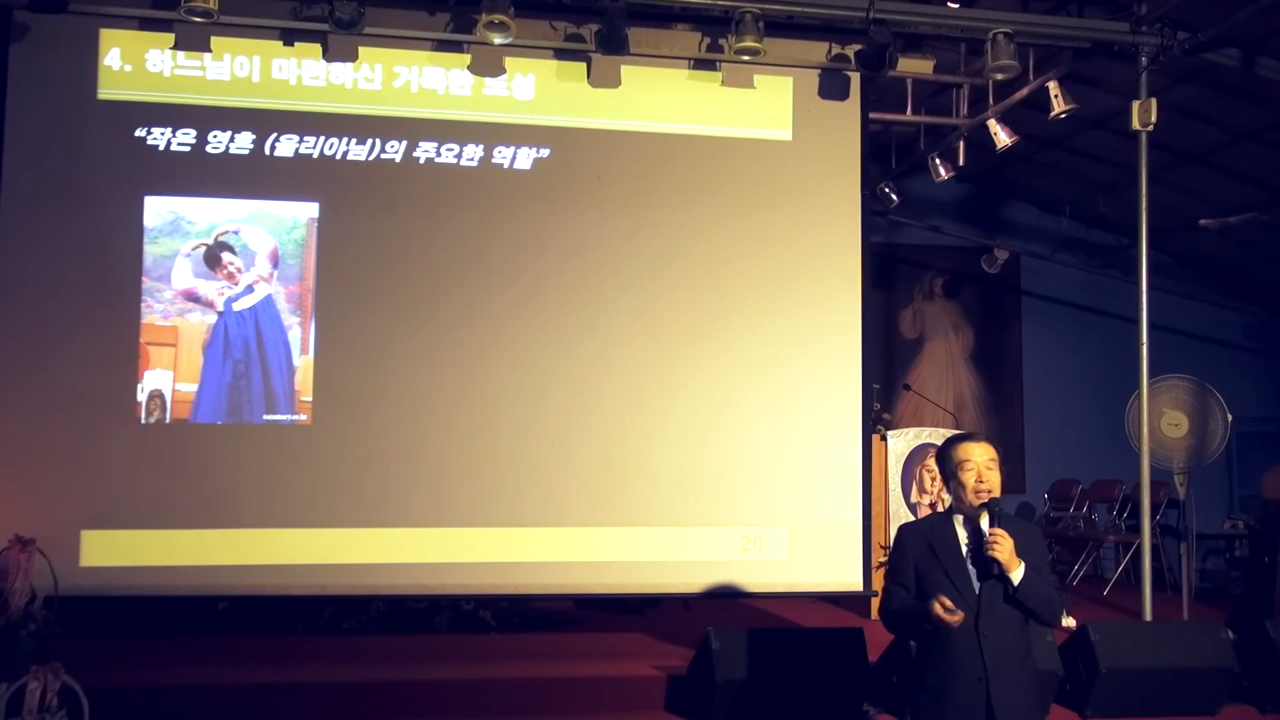 4. 하느님이 마련하신 거룩한 도성
“작은 영혼 (율리아님)의 주요한 역할”
20